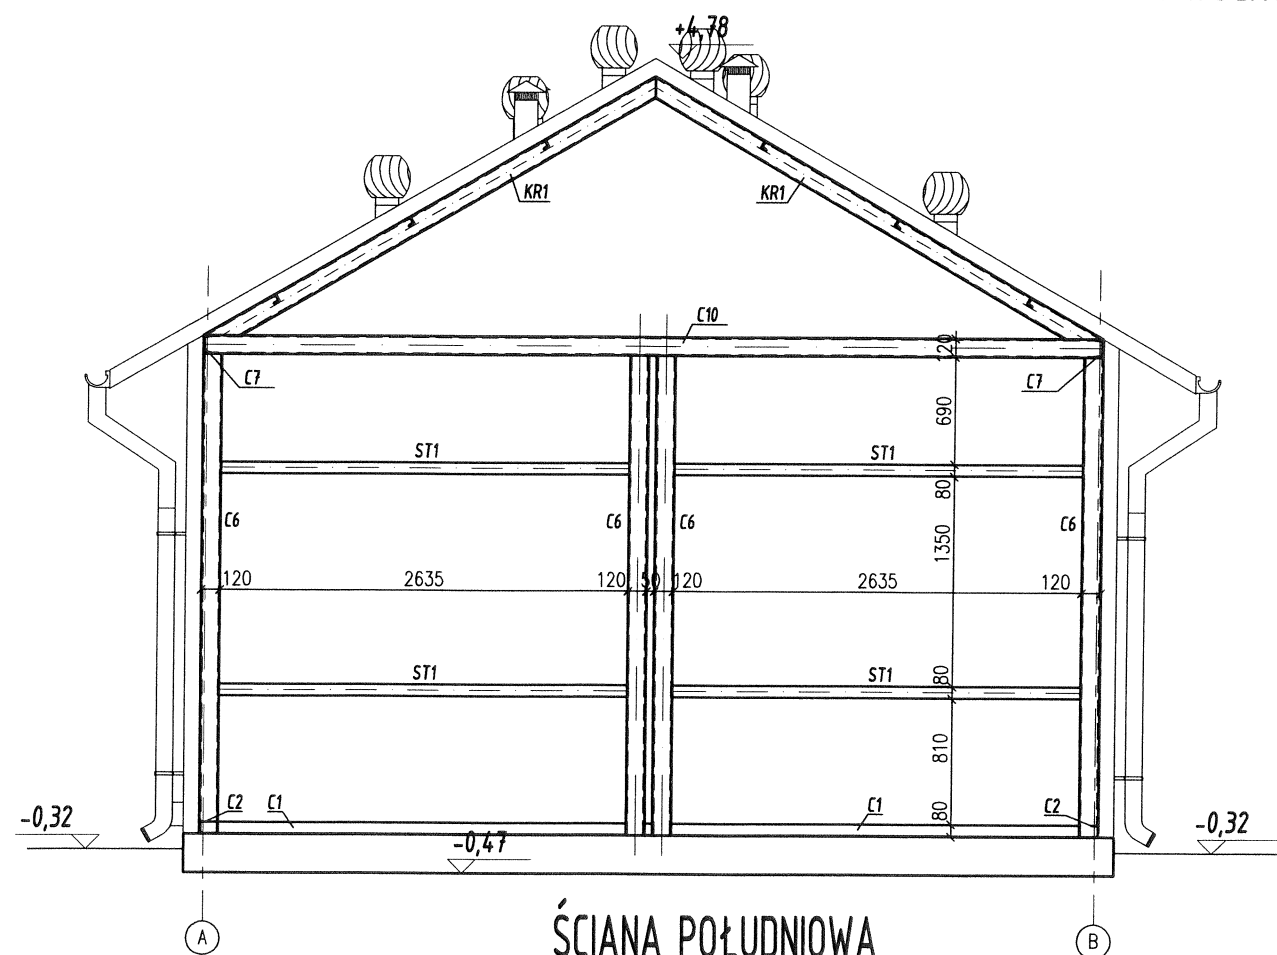 +4,78
KR1 KR1
C10
120
C7 C7
690
ST1 ST1
80
C6 C6 C6 C6
1350
120 2635 120 50 120 2635 120
ST1 ST1
80
810
C2 C1 C1 C2
80
-0,32 -0,32
-0,47
A B
ŚCIANA POŁUDNIOWA